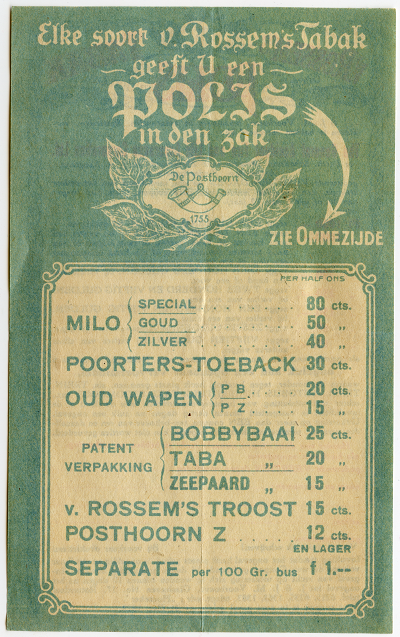 Elke soort v. Rossem's Tabak
geeft U een
POLIS
in den zak
De Posthoorn
1755
ZIE OMMEZIJDE
PER HALF ONS
MILO { SPECIAL . . . . . . . . 80 cts.
GOUD . . . . . . . . 50 „
ZILVER . . . . . . . . 40 „
POORTERS-TOEBACK 30 cts.
OUD WAPEN { P B . . . . . 20 cts.
P Z . . . . . 15 „
PATENT VERPAKKING { BOBBYBAAI 25 cts.
TABA „ 20 „
ZEEPAARD „ 15 „
v. ROSSEM'S TROOST 15 cts.
POSTHOORN Z . . . . . 12 cts.
EN LAGER
SEPARATE per 100 Gr. bus f 1.--